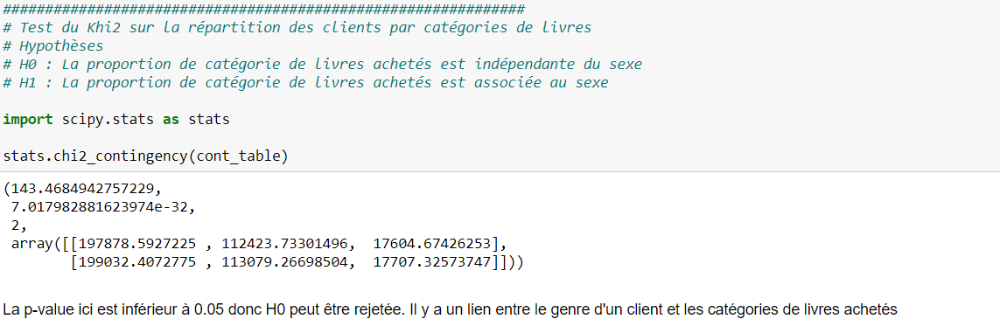 ##############################################################
# Test du Khi2 sur la répartition des clients par catégories de livres
# Hypothèses
# H0 : La proportion de catégorie de livres achetés est indépendante du sexe
# H1 : La proportion de catégorie de livres achetés est associée au sexe
import scipy.stats as stats
stats.chi2_contingency(cont_table)
(143.4684942757229,
7.017982881623974e-32,
2,
array([[197878.5927225 , 112423.73301496, 17604.67426253],
[199032.4072775 , 113079.26698504, 17707.32573747]]))
La p-value ici est inférieur à 0.05 donc H0 peut être rejetée. Il y a un lien entre le genre d'un client et les catégories de livres achetés